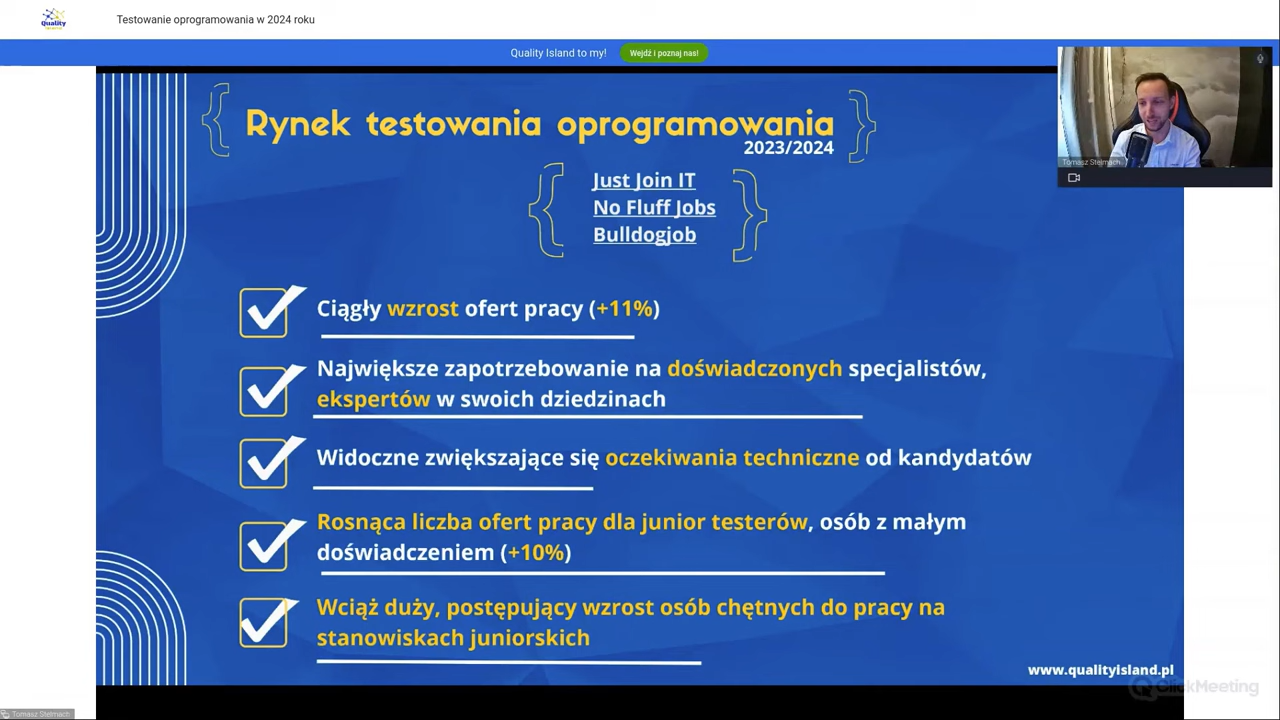 Quality
Testowanie oprogramowania w 2024 roku
Quality Island to my!
Wejdź i poznaj nas!
Rynek testowania oprogramowania
2023/2024
Just Join IT
No Fluff Jobs
Bulldogjob
Ciągły wzrost ofert pracy (+11%)
Największe zapotrzebowanie na doświadczonych specjalistów,
ekspertów w swoich dziedzinach
Widoczne zwiększające się oczekiwania techniczne od kandydatów
Rosnąca liczba ofert pracy dla junior testerów, osób z małym
doświadczeniem (+10%)
Wciąż duży, postępujący wzrost osób chętnych do pracy na
stanowiskach juniorskich
www.qualityisland.pl
ClickMeeting
Tomasz Stelmach
Tomasz Stelmach